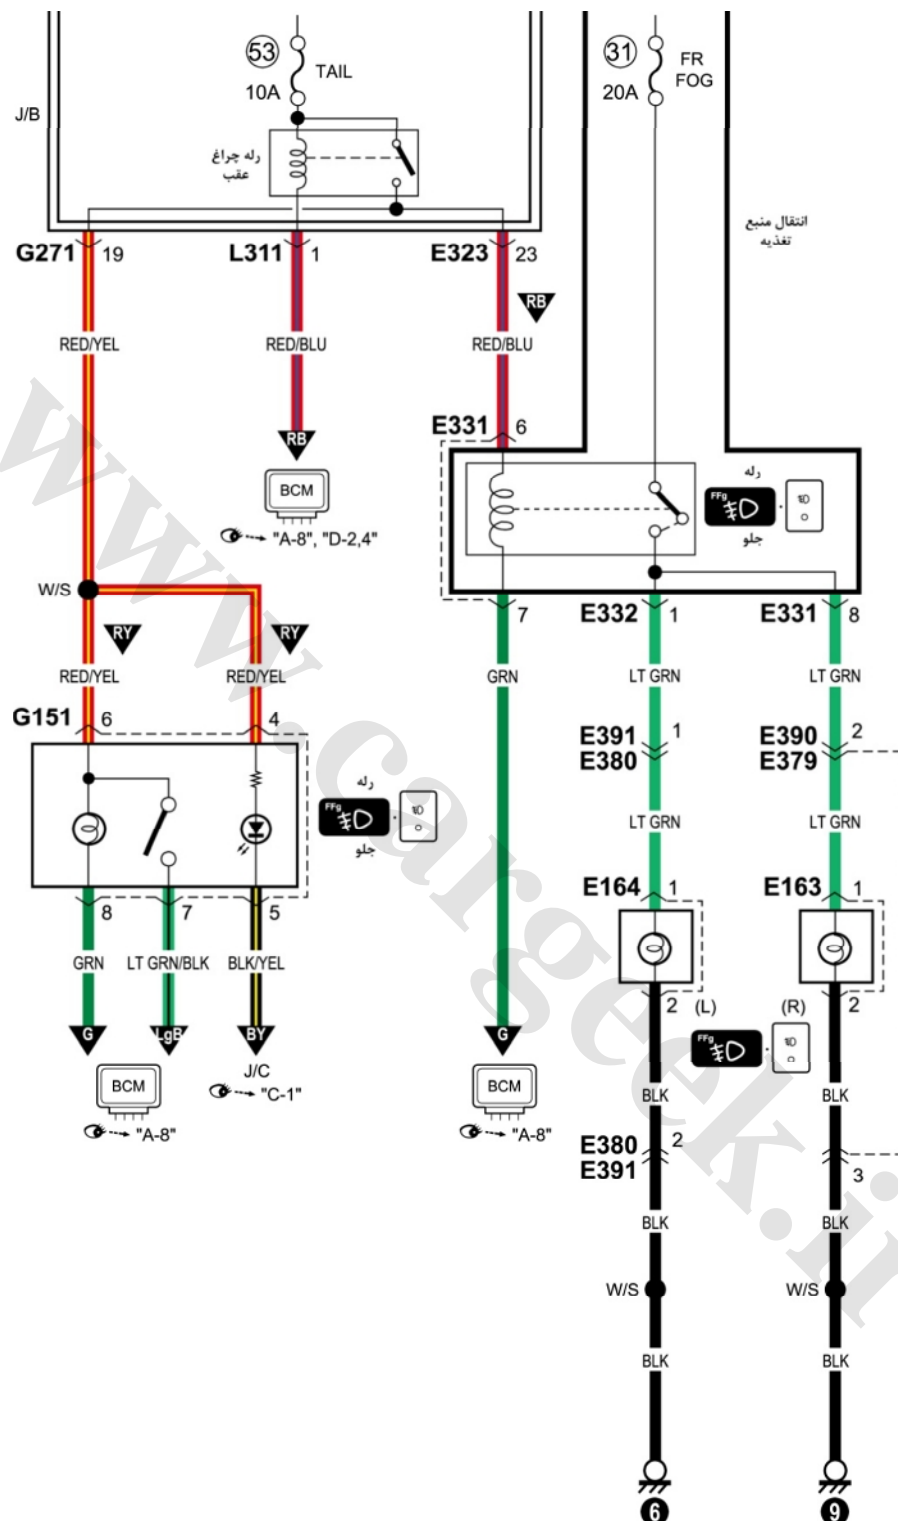 53
TAIL
10A
31
FR
FOG
20A
J/B
رله چراغ
عقب
انتقال منبع
تغذیه
G271 19
L311 1
E323 23
RB
RED/YEL
RED/BLU
RED/BLU
E331 6
RB
BCM
"A-8", "D-2,4"
رله
FFg
جلو
W/S
7
E332 1
E331 8
RY
RY
RED/YEL
RED/YEL
GRN
LT GRN
LT GRN
G151 6
4
E391 1
E380
E390 2
E379
رله
FFg
جلو
LT GRN
LT GRN
E164 1
E163 1
8
7
5
GRN
LT GRN/BLK
BLK/YEL
2
(L)
(R)
2
G
LgB
BY
G
FFg
BCM
"A-8"
J/C
"C-1"
BCM
"A-8"
BLK
BLK
E380 2
E391
3
BLK
BLK
W/S
W/S
BLK
BLK
6
9
www.cargeek.ir